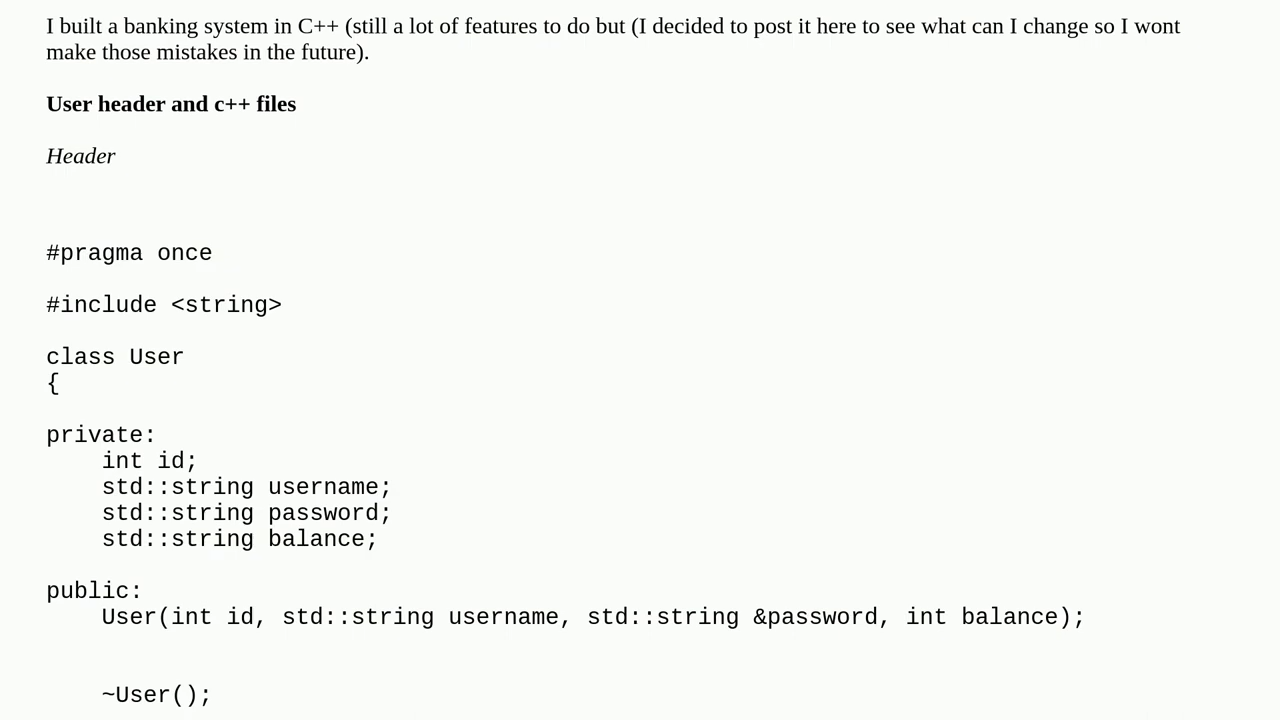 I built a banking system in C++ (still a lot of features to do but (I decided to post it here to see what can I change so I wont
make those mistakes in the future).
User header and c++ files
Header
#pragma once
#include <string>
class User
{
private:
    int id;
    std::string username;
    std::string password;
    std::string balance;
public:
    User(int id, std::string username, std::string &password, int balance);
    ~User();